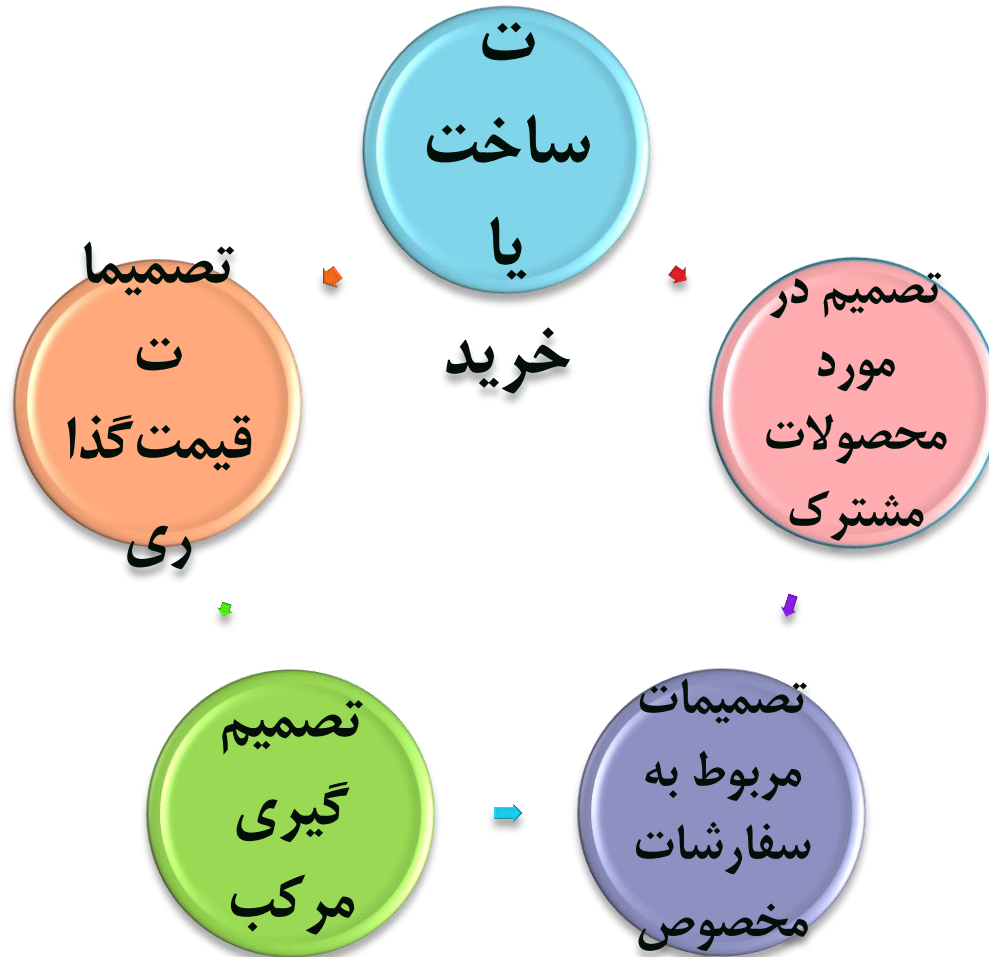 ت
ساخت
یا
خرید
تصمیم در
مورد
محصولات
مشترک
تصمیمات
مربوط به
سفارشات
مخصوص
تصمیم
گیری
مرکب
تصمیما
ت
قیمت‌گذا
ری